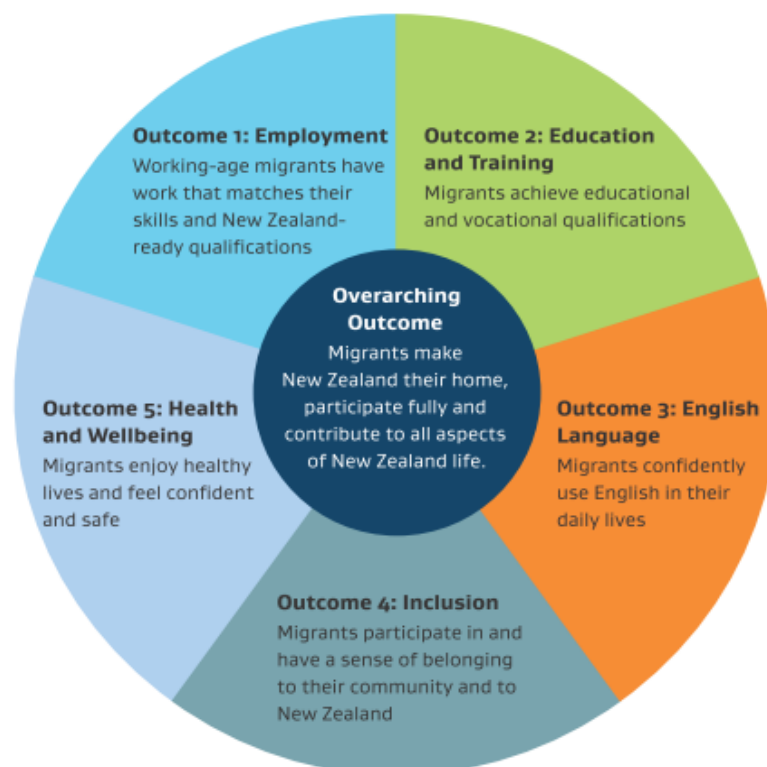 Outcome 1: Employment
Working-age migrants have
work that matches their
skills and New Zealand-
ready qualifications
Outcome 2: Education
and Training
Migrants achieve educational
and vocational qualifications
Overarching
Outcome
Migrants make
New Zealand their home,
participate fully and
contribute to all aspects
of New Zealand life.
Outcome 3: English
Language
Migrants confidently
use English in their
daily lives
Outcome 4: Inclusion
Migrants participate in and
have a sense of belonging
to their community and to
New Zealand
Outcome 5: Health
and Wellbeing
Migrants enjoy healthy
lives and feel confident
and safe